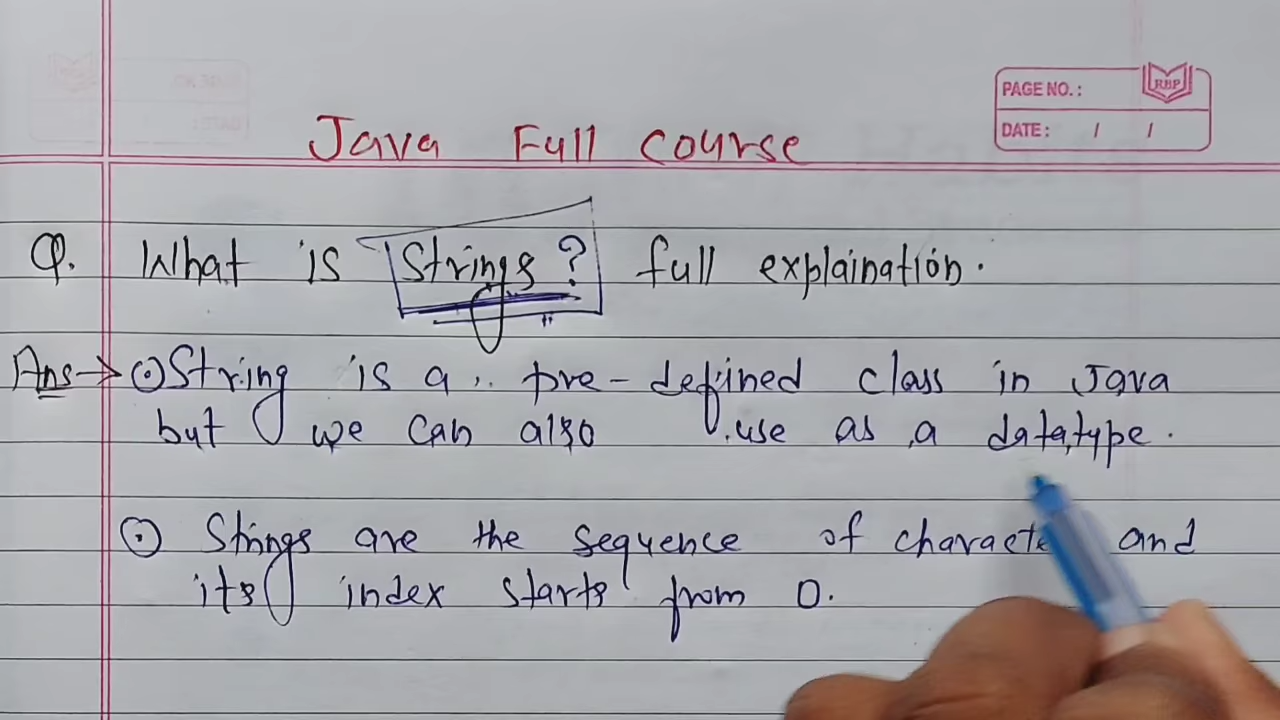 PAGE NO.:
RBP
DATE: / /
Java Full course
Q. What is Strings? full explaination.
Ans → String is a pre-defined class in Java
but we can also use as a datatype.
Strings are the sequence of and
its index starts from 0.